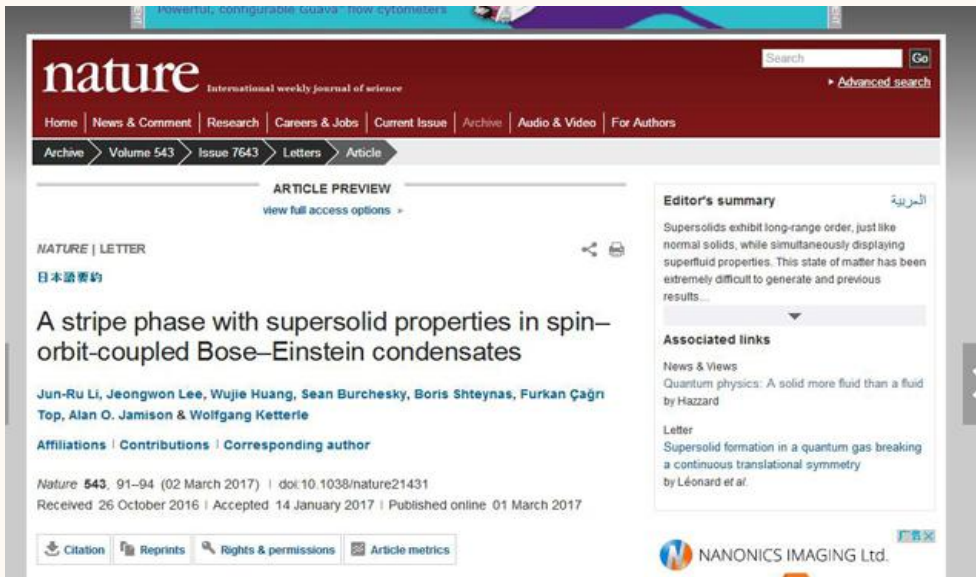 Powerful, configurable Guava® flow cytometers
nature International weekly journal of science
Search Go
Advanced search
Home News & Comment Research Careers & Jobs Current Issue Archive Audio & Video For Authors
Archive Volume 543 Issue 7643 Letters Article
ARTICLE PREVIEW
view full access options
NATURE | LETTER
日本語要約
A stripe phase with supersolid properties in spin–
orbit-coupled Bose–Einstein condensates
Jun-Ru Li, Jeongwon Lee, Wujie Huang, Sean Burchesky, Boris Shteynas, Furkan Çağrı
Top, Alan O. Jamison & Wolfgang Ketterle
Affiliations | Contributions | Corresponding author
Nature 543, 91–94 (02 March 2017) | doi:10.1038/nature21431
Received 26 October 2016 | Accepted 14 January 2017 | Published online 01 March 2017
Citation Reprints Rights & permissions Article metrics
Editor's summary
العربية
Supersolids exhibit long-range order, just like
normal solids, while simultaneously displaying
superfluid properties. This state of matter has been
extremely difficult to generate and previous
results...
Associated links
News & Views
Quantum physics: A solid more fluid than a fluid
by Hazzard
Letter
Supersolid formation in a quantum gas breaking
a continuous translational symmetry
by Léonard et al.
广告
NANONICS IMAGING Ltd.